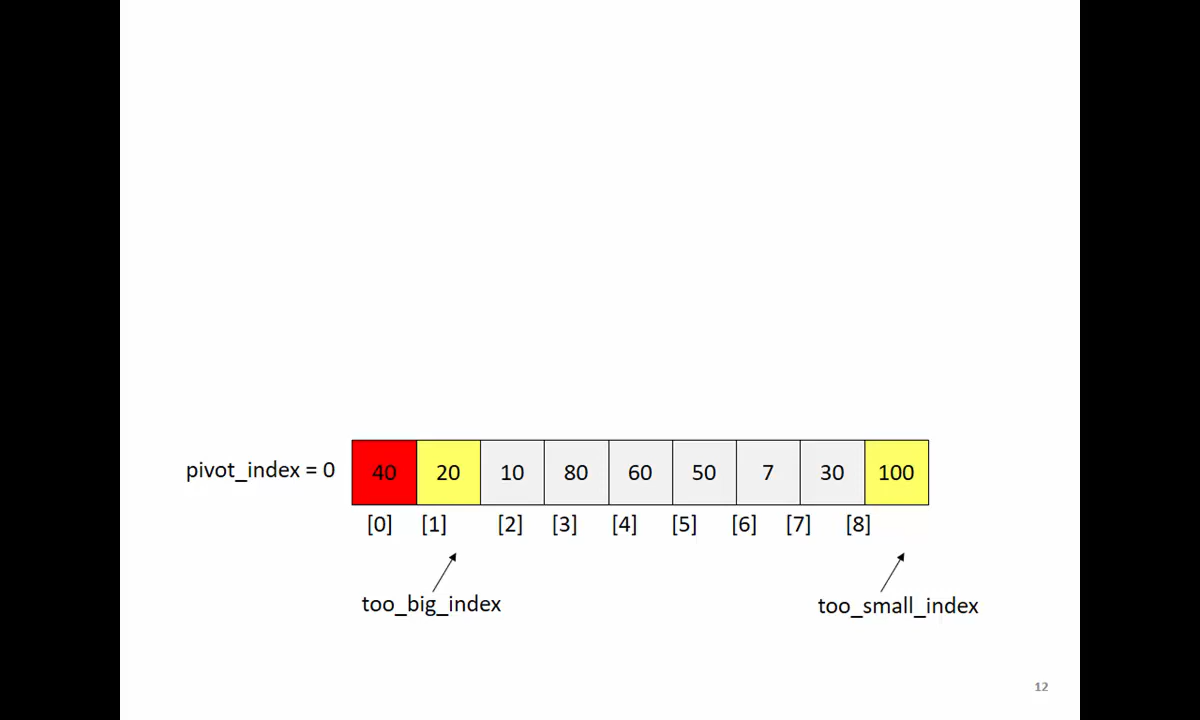 pivot_index = 0 40 20 10 80 60 50 7 30 100
[0] [1] [2] [3] [4] [5] [6] [7] [8]
too_big_index too_small_index
12